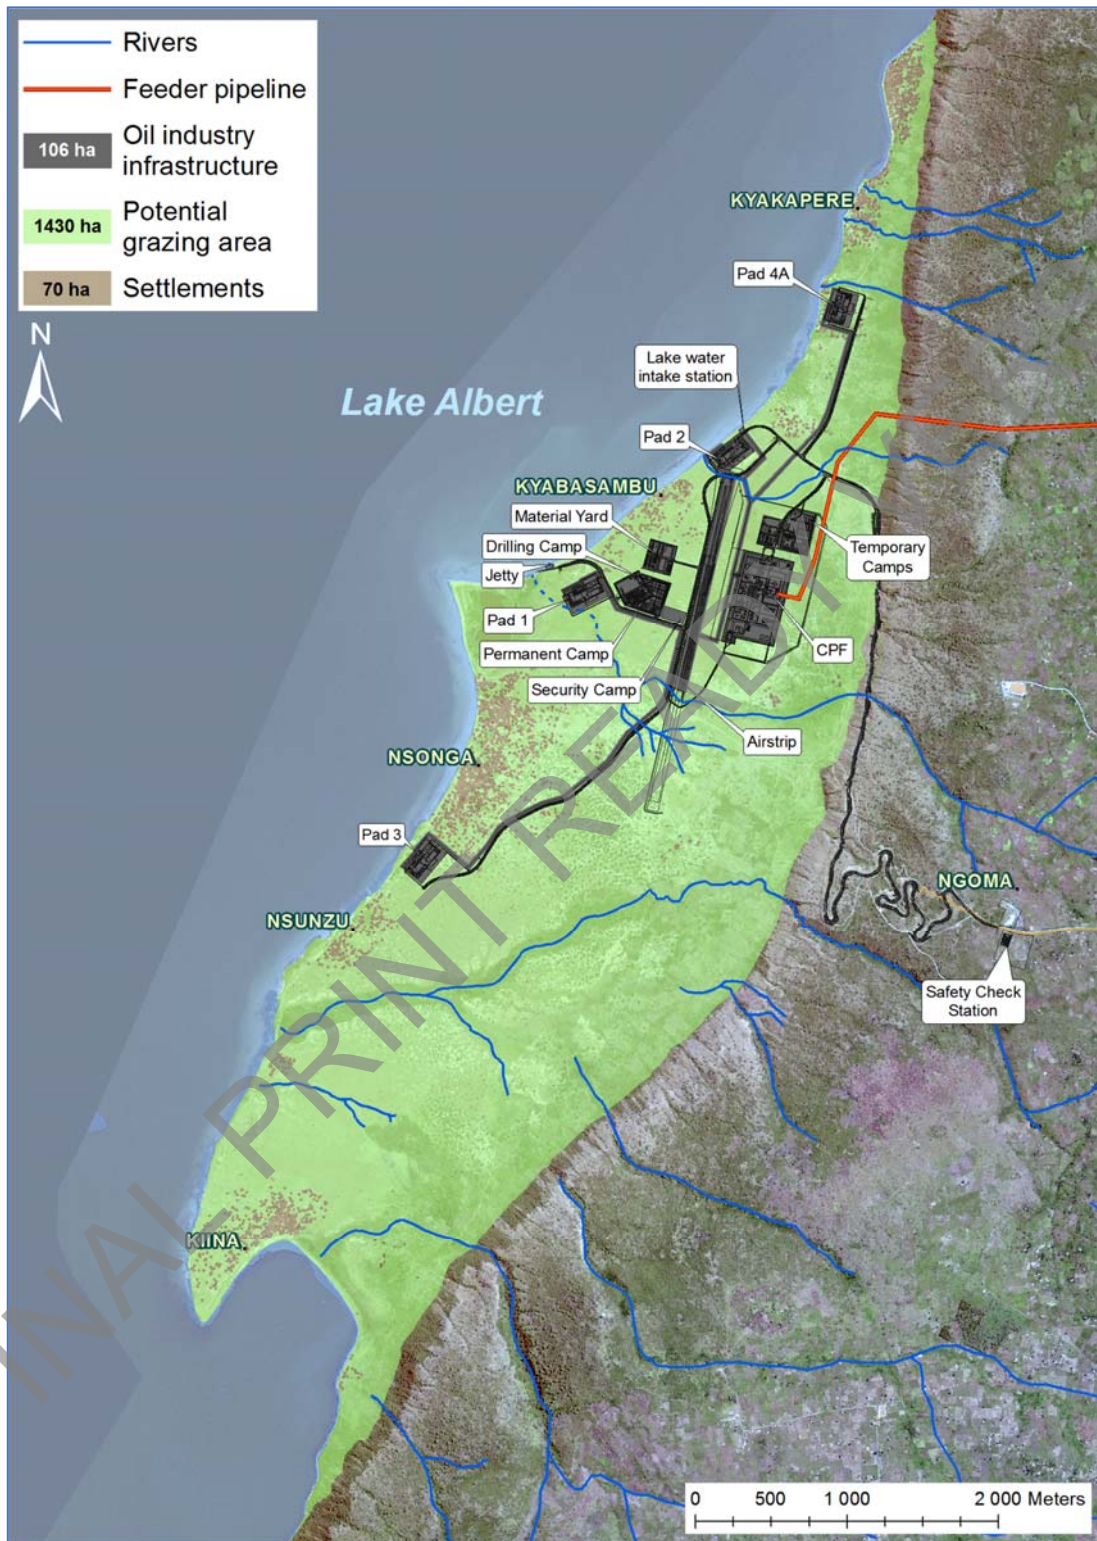 Rivers
Feeder pipeline
106 ha
Oil industry
infrastructure
1430 ha
Potential
grazing area
70 ha
Settlements
N
KYAKAPERE
Pad 4A
Lake water
intake station
Lake Albert
Pad 2
KYABASAMBU
Material Yard
Drilling Camp
Temporary
Camps
Jetty
Pad 1
Permanent Camp
CPF
Security Camp
Airstrip
NSONGA
Pad 3
NGOMA
NSUNZU
Safety Check
Station
KIINA
0 500 1 000 2 000 Meters
INAL PRINT READY